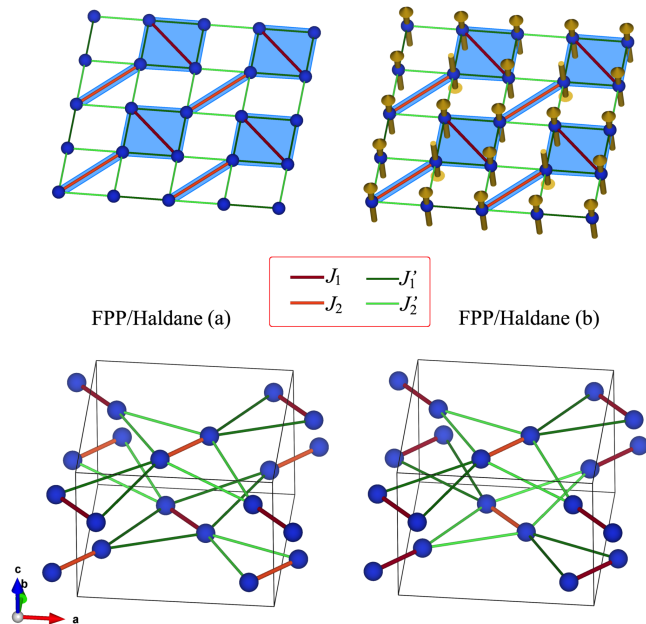 J₁ J₁’
J₂ J₂’
FPP/Haldane (a) FPP/Haldane (b)
c
b
a